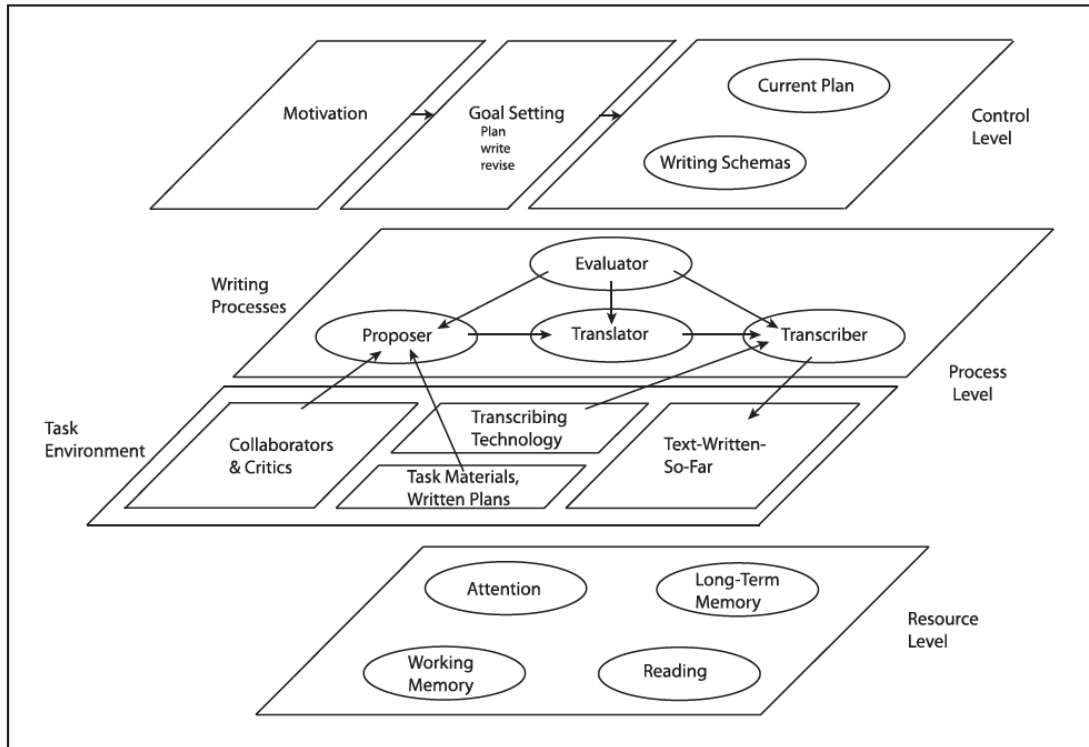 Motivation
Goal Setting
Plan
write
revise
Current Plan
Writing Schemas
Control
Level
Writing
Processes
Evaluator
Proposer
Translator
Transcriber
Process
Level
Task
Environment
Collaborators
& Critics
Transcribing
Technology
Task Materials,
Written Plans
Text-Written-
So-Far
Attention
Long-Term
Memory
Working
Memory
Reading
Resource
Level